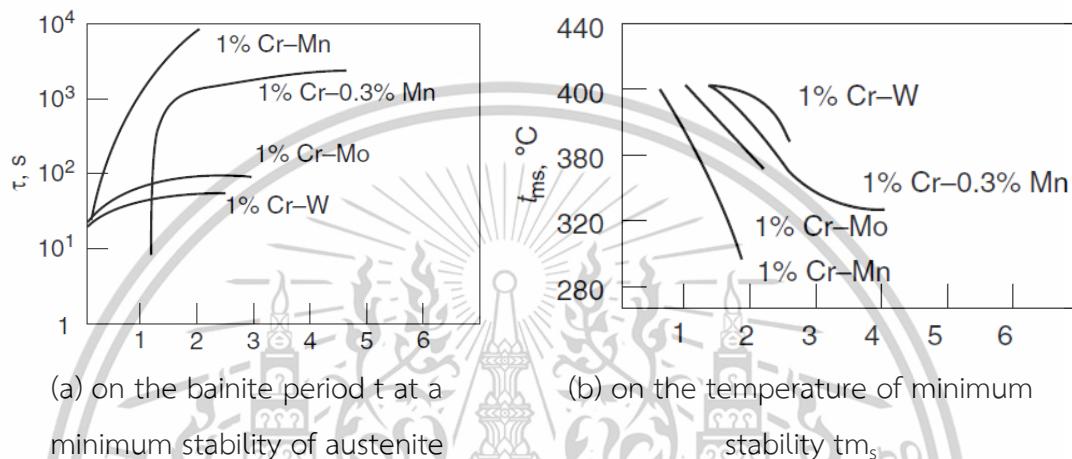 10⁴
10³
10²
10¹
1
τ, s
1% Cr–Mn
1% Cr–0.3% Mn
1% Cr–Mo
1% Cr–W
1 2 3 4 5 6
(a) on the bainite period t at a
minimum stability of austenite
440
400
380
320
280
tms, °C
1% Cr–W
1% Cr–0.3% Mn
1% Cr–Mo
1% Cr–Mn
1 2 3 4 5 6
(b) on the temperature of minimum
stability tmₛ